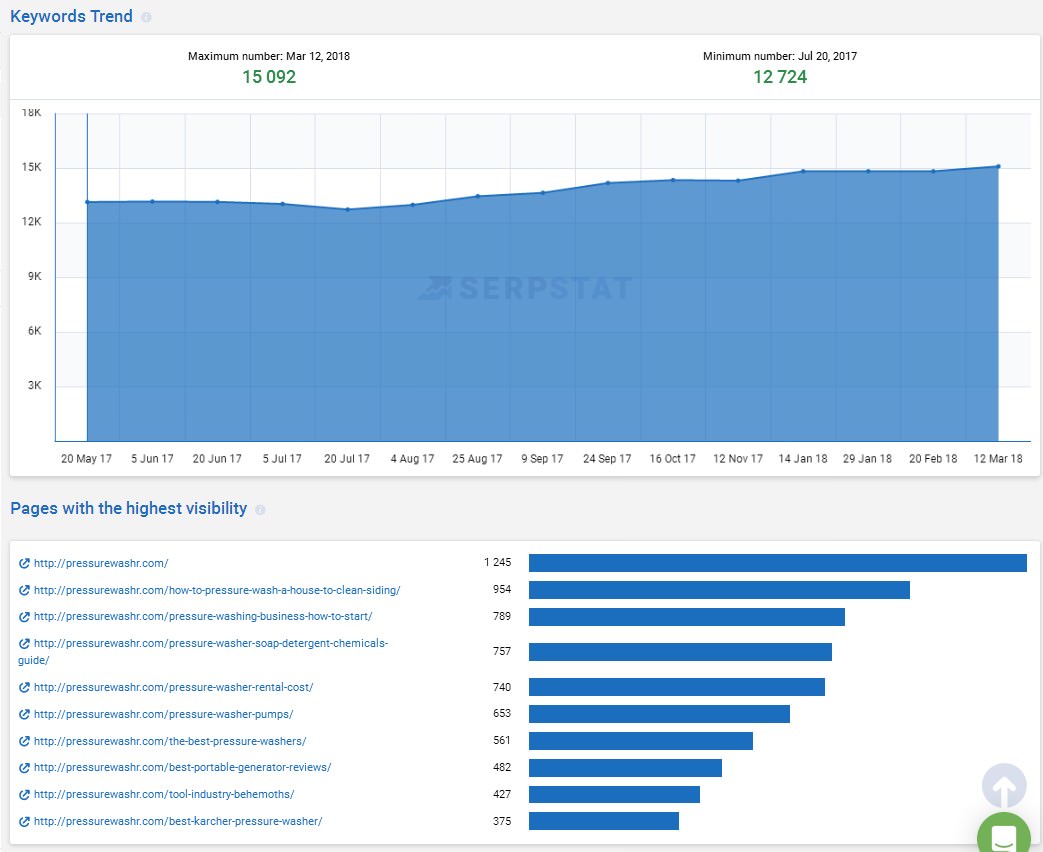 Keywords Trend
Maximum number: Mar 12, 2018
Minimum number: Jul 20, 2017
15 092
12 724
18K
15K
12K
9K
SERPSTAT
6K
3K
20 May 17 5 Jun 17 20 Jun 17 5 Jul 17 20 Jul 17 4 Aug 17 25 Aug 17 9 Sep 17 24 Sep 17 16 Oct 17 12 Nov 17 14 Jan 18 29 Jan 18 20 Feb 18 12 Mar 18
Pages with the highest visibility
http://pressurewashr.com/ 1 245
http://pressurewashr.com/how-to-pressure-wash-a-house-to-clean-siding/ 954
http://pressurewashr.com/pressure-washing-business-how-to-start/ 789
http://pressurewashr.com/pressure-washer-soap-detergent-chemicals-
guide/ 757
http://pressurewashr.com/pressure-washer-rental-cost/ 740
http://pressurewashr.com/pressure-washer-pumps/ 653
http://pressurewashr.com/the-best-pressure-washers/ 561
http://pressurewashr.com/best-portable-generator-reviews/ 482
http://pressurewashr.com/tool-industry-behemoths/ 427
http://pressurewashr.com/best-karcher-pressure-washer/ 375